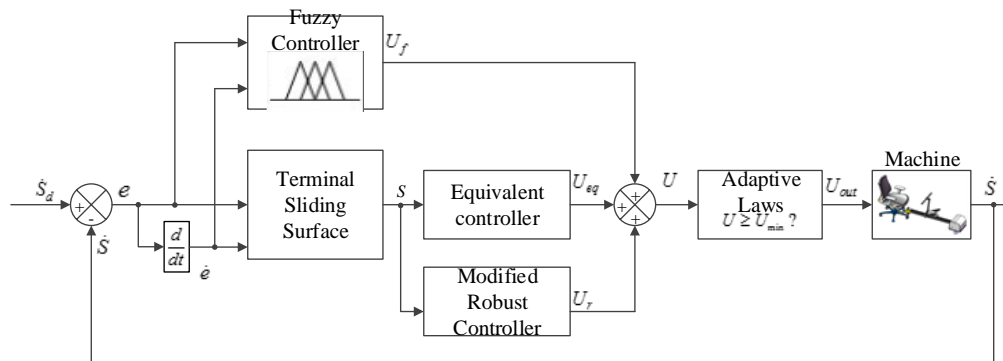 Fuzzy
Controller
U_f
Ṡ_d
e
-
Ṡ
d
dt
ė
Terminal
Sliding
Surface
S
Equivalent
controller
U_eq
Modified
Robust
Controller
U_r
+
+
+
U
Adaptive
Laws
U ≥ U_min ?
U_out
Machine
Ṡ